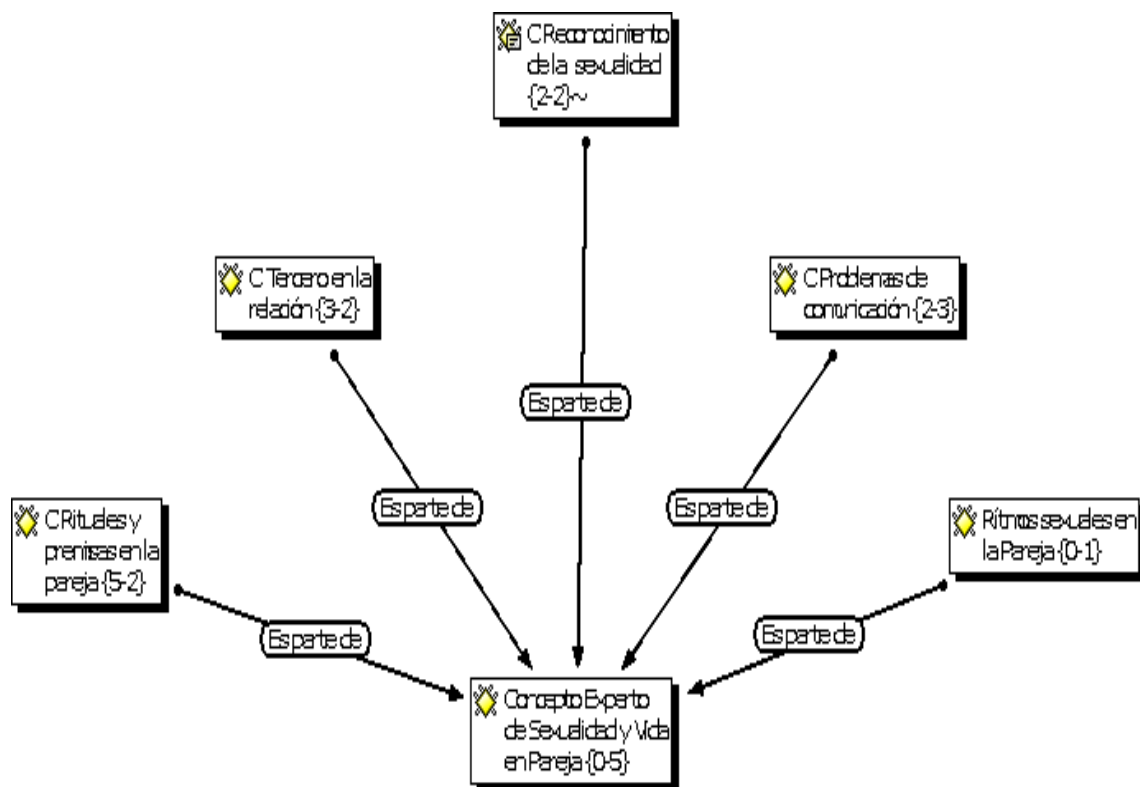 C Reconocimiento
de la sexualidad
{2-2}~
C Tercero en la
relación {3-2}
C Problemas de
comunicación {2-3}
Es parte de
Es parte de
Es parte de
C Rituales y
premisas en la
pareja {5-2}
Rítmos sexuales en
la Pareja {0-1}
Es parte de
Es parte de
Concepto Experto
de Sexualidad y Vida
en Pareja {0-5}